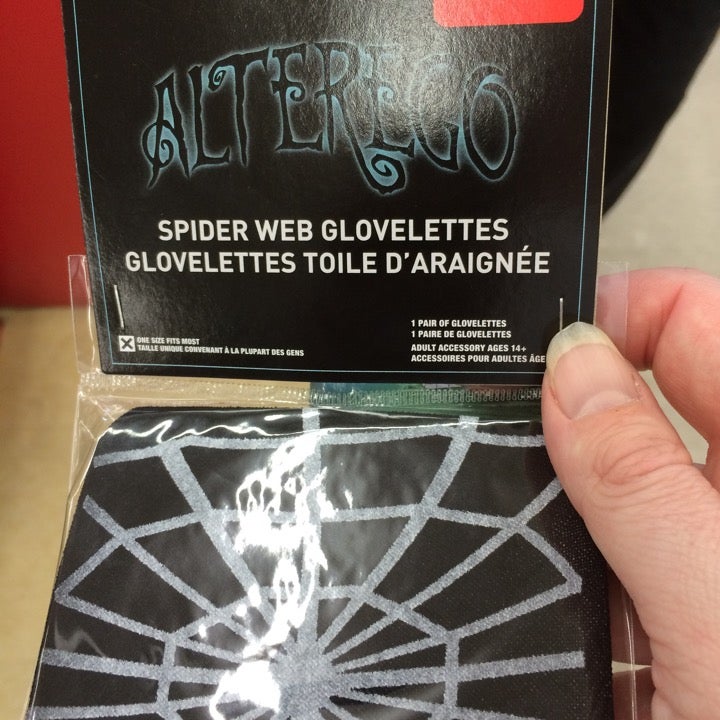 ALTEREGO
SPIDER WEB GLOVELETTES
GLOVELETTES TOILE D'ARAIGNÉE
ONE SIZE FITS MOST
TAILLE UNIQUE CONVENANT À LA PLUPART DES GENS
1 PAIR OF GLOVELETTES
1 PAIRE DE GLOVELETTES
ADULT ACCESSORY AGES 14+
ACCESSOIRES POUR ADULTES ÂGE